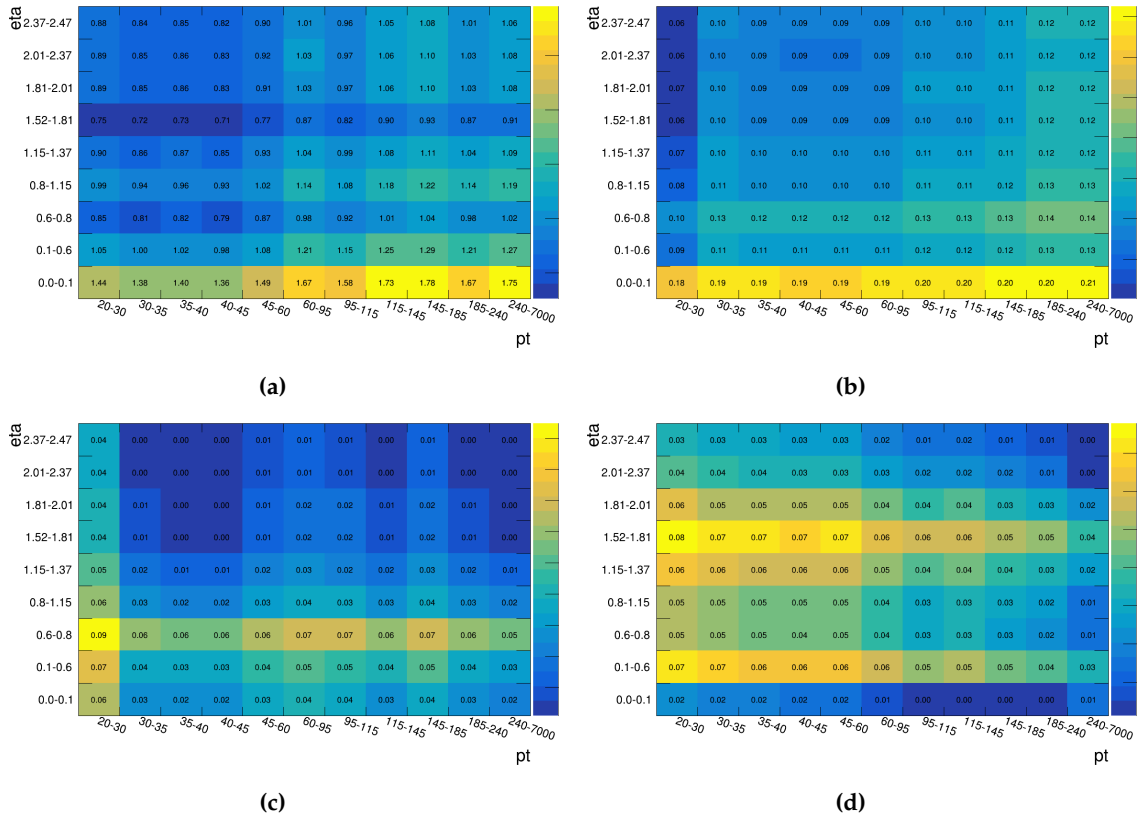 eta
2.37-2.47 0.88 0.84 0.85 0.82 0.90 1.01 0.96 1.05 1.08 1.01 1.06
2.01-2.37 0.89 0.85 0.86 0.83 0.92 1.03 0.97 1.06 1.10 1.03 1.08
1.81-2.01 0.89 0.85 0.86 0.83 0.91 1.03 0.97 1.06 1.10 1.03 1.08
1.52-1.81 0.75 0.72 0.73 0.71 0.77 0.87 0.82 0.90 0.93 0.87 0.91
1.15-1.37 0.90 0.86 0.87 0.85 0.93 1.04 0.99 1.08 1.11 1.04 1.09
0.8-1.15 0.99 0.94 0.96 0.93 1.02 1.14 1.08 1.18 1.22 1.14 1.19
0.6-0.8 0.85 0.81 0.82 0.79 0.87 0.98 0.92 1.01 1.04 0.98 1.02
0.1-0.6 1.05 1.00 1.02 0.98 1.08 1.21 1.15 1.25 1.29 1.21 1.27
0.0-0.1 1.44 1.38 1.40 1.36 1.49 1.67 1.58 1.73 1.78 1.67 1.75
20-30 30-35 35-40 40-45 45-60 60-95 95-115 115-145 145-185 185-240 240-7000
pt
(a)
eta
2.37-2.47 0.06 0.10 0.09 0.09 0.09 0.09 0.10 0.10 0.11 0.12 0.12
2.01-2.37 0.06 0.10 0.09 0.09 0.09 0.09 0.10 0.10 0.11 0.12 0.12
1.81-2.01 0.07 0.10 0.09 0.09 0.09 0.09 0.10 0.10 0.11 0.12 0.12
1.52-1.81 0.06 0.10 0.09 0.09 0.09 0.09 0.10 0.10 0.11 0.12 0.12
1.15-1.37 0.07 0.10 0.10 0.10 0.10 0.10 0.11 0.11 0.11 0.12 0.12
0.8-1.15 0.08 0.11 0.10 0.10 0.10 0.10 0.11 0.11 0.12 0.13 0.13
0.6-0.8 0.10 0.13 0.12 0.12 0.12 0.12 0.13 0.13 0.13 0.14 0.14
0.1-0.6 0.09 0.11 0.11 0.11 0.11 0.11 0.12 0.12 0.12 0.13 0.13
0.0-0.1 0.18 0.19 0.19 0.19 0.19 0.19 0.20 0.20 0.20 0.20 0.21
20-30 30-35 35-40 40-45 45-60 60-95 95-115 115-145 145-185 185-240 240-7000
pt
(b)
eta
2.37-2.47 0.04 0.00 0.00 0.00 0.01 0.01 0.01 0.00 0.01 0.00 0.00
2.01-2.37 0.04 0.00 0.00 0.00 0.01 0.01 0.01 0.00 0.01 0.00 0.00
1.81-2.01 0.04 0.01 0.00 0.00 0.01 0.02 0.02 0.01 0.02 0.01 0.00
1.52-1.81 0.04 0.01 0.00 0.00 0.01 0.02 0.02 0.01 0.02 0.01 0.00
1.15-1.37 0.05 0.02 0.01 0.01 0.02 0.03 0.02 0.02 0.03 0.02 0.01
0.8-1.15 0.06 0.03 0.02 0.02 0.03 0.04 0.03 0.03 0.04 0.03 0.02
0.6-0.8 0.09 0.06 0.06 0.06 0.06 0.07 0.07 0.06 0.07 0.06 0.05
0.1-0.6 0.07 0.04 0.03 0.03 0.04 0.05 0.05 0.04 0.05 0.04 0.03
0.0-0.1 0.06 0.03 0.02 0.02 0.03 0.04 0.04 0.03 0.04 0.03 0.02
20-30 30-35 35-40 40-45 45-60 60-95 95-115 115-145 145-185 185-240 240-7000
pt
(c)
eta
2.37-2.47 0.03 0.03 0.03 0.03 0.03 0.02 0.01 0.02 0.01 0.01 0.00
2.01-2.37 0.04 0.04 0.04 0.03 0.03 0.03 0.02 0.02 0.02 0.01 0.00
1.81-2.01 0.06 0.05 0.05 0.05 0.05 0.04 0.04 0.04 0.03 0.03 0.02
1.52-1.81 0.08 0.07 0.07 0.07 0.07 0.06 0.06 0.06 0.05 0.05 0.04
1.15-1.37 0.06 0.06 0.06 0.06 0.06 0.05 0.04 0.04 0.04 0.03 0.02
0.8-1.15 0.05 0.05 0.05 0.05 0.05 0.04 0.03 0.03 0.03 0.02 0.01
0.6-0.8 0.05 0.05 0.05 0.04 0.05 0.04 0.03 0.03 0.03 0.02 0.01
0.1-0.6 0.07 0.07 0.06 0.06 0.06 0.06 0.05 0.05 0.05 0.04 0.03
0.0-0.1 0.02 0.02 0.02 0.02 0.02 0.01 0.00 0.00 0.00 0.00 0.01
20-30 30-35 35-40 40-45 45-60 60-95 95-115 115-145 145-185 185-240 240-7000
pt
(d)